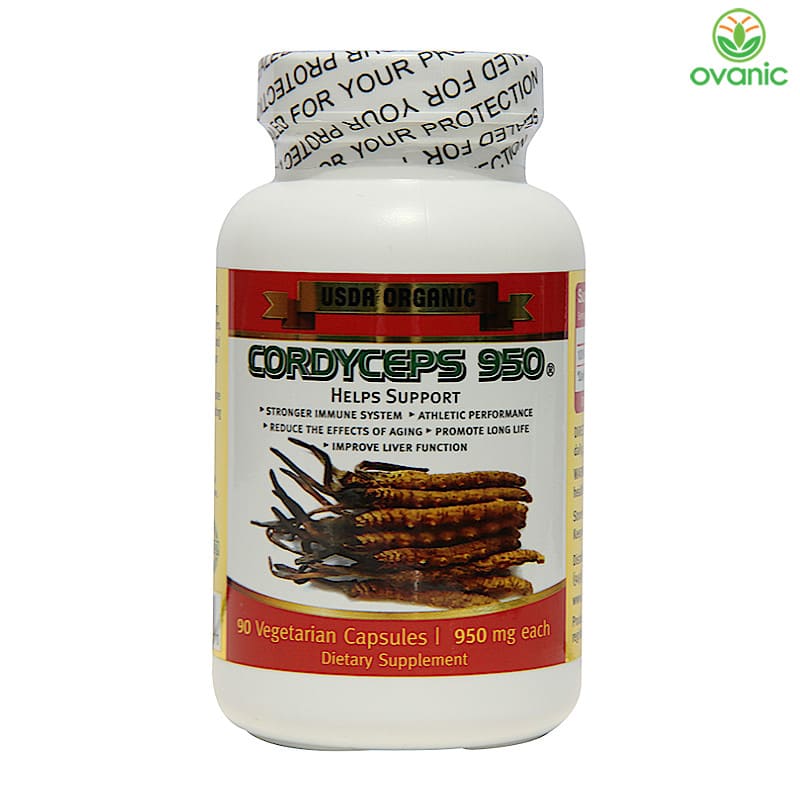 ovanic
SEALED FOR YOUR PROTECTION
USDA ORGANIC
CORDYCEPS 950®
HELPS SUPPORT
▸ STRONGER IMMUNE SYSTEM ▸ ATHLETIC PERFORMANCE
▸ REDUCE THE EFFECTS OF AGING ▸ PROMOTE LONG LIFE
▸ IMPROVE LIVER FUNCTION
90 Vegetarian Capsules | 950 mg each
Dietary Supplement